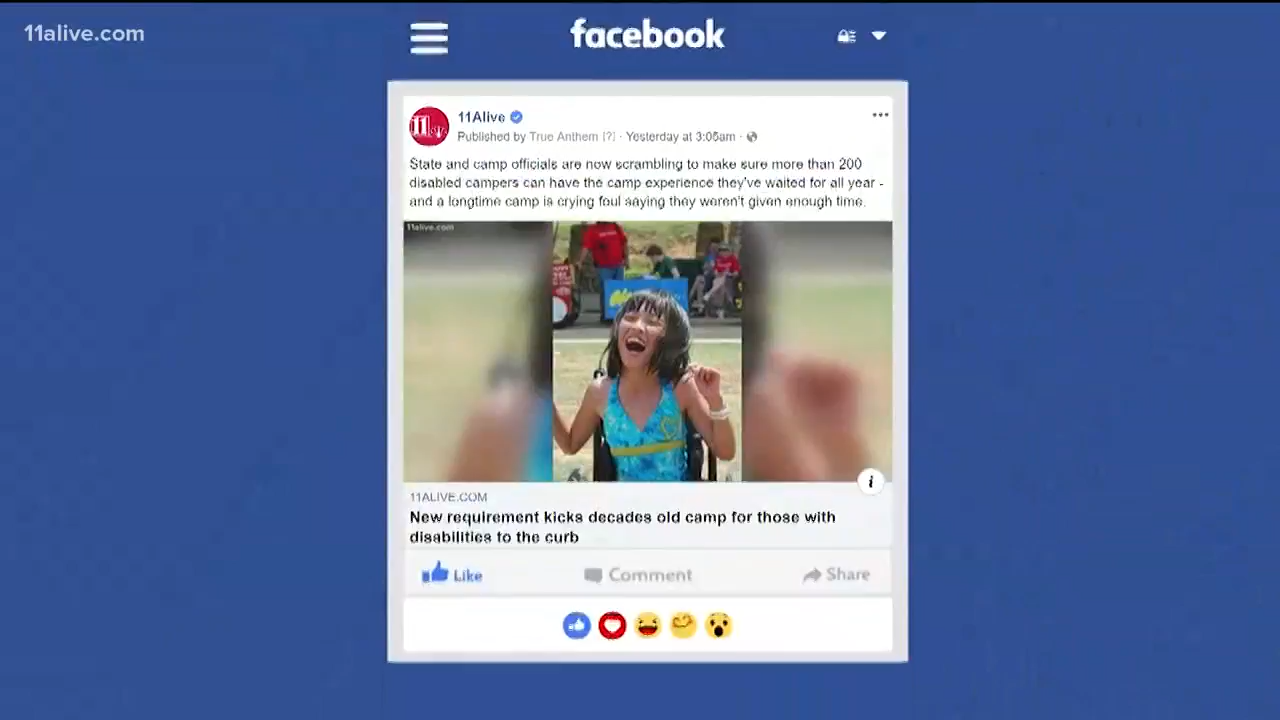 11alive.com
facebook
11Alive
Published by True Anthem [?] · Yesterday at 3:05am ·
State and camp officials are now scrambling to make sure more than 200
disabled campers can have the camp experience they've waited for all year -
and a longtime camp is crying foul saying they weren't given enough time.
11alive.com
11ALIVE.COM
New requirement kicks decades old camp for those with
disabilities to the curb
Like Comment Share